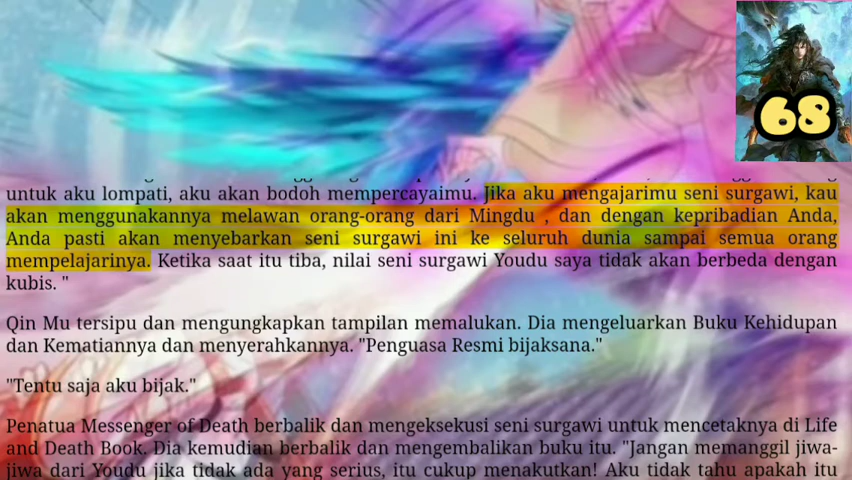 68
untuk aku lompati, aku akan bodoh mempercayaimu. Jika aku mengajarimu seni surgawi, kau
akan menggunakannya melawan orang-orang dari Mingdu , dan dengan kepribadian Anda,
Anda pasti akan menyebarkan seni surgawi ini ke seluruh dunia sampai semua orang
mempelajarinya. Ketika saat itu tiba, nilai seni surgawi Youdu saya tidak akan berbeda dengan
kubis. "
Qin Mu tersipu dan mengungkapkan tampilan memalukan. Dia mengeluarkan Buku Kehidupan
dan Kematiannya dan menyerahkannya. "Penguasa Resmi bijaksana."
"Tentu saja aku bijak."
Penatua Messenger of Death berbalik dan mengeksekusi seni surgawi untuk mencetaknya di Life
and Death Book. Dia kemudian berbalik dan mengembalikan buku itu. "Jangan memanggil jiwa-
jiwa dari Youdu jika tidak ada yang serius, itu cukup menakutkan! Aku tidak tahu apakah itu